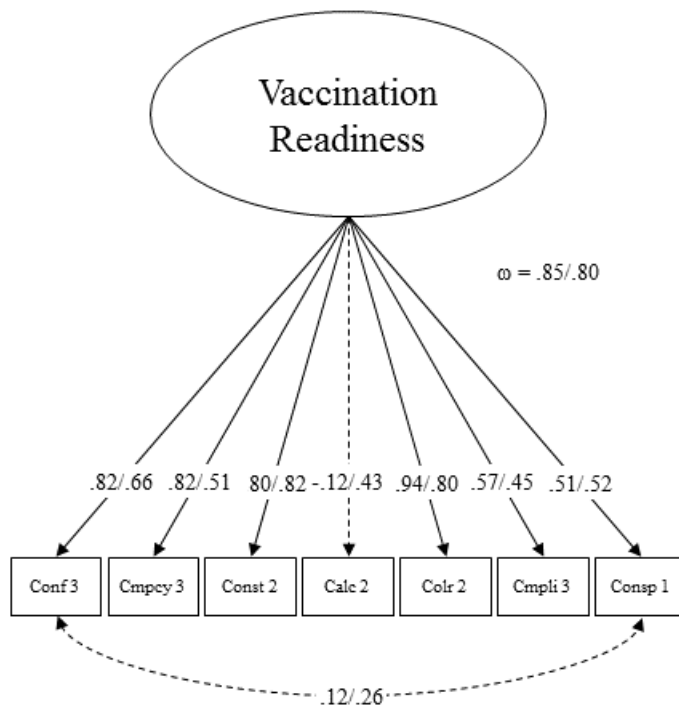 Vaccination
Readiness
ω = .85/.80
.82/.66 .82/.51 80/.82 -.12/.43 .94/.80 .57/.45 .51/.52
Conf 3 Cmpcy 3 Const 2 Calc 2 Colr 2 Cmpli 3 Consp 1
.12/.26